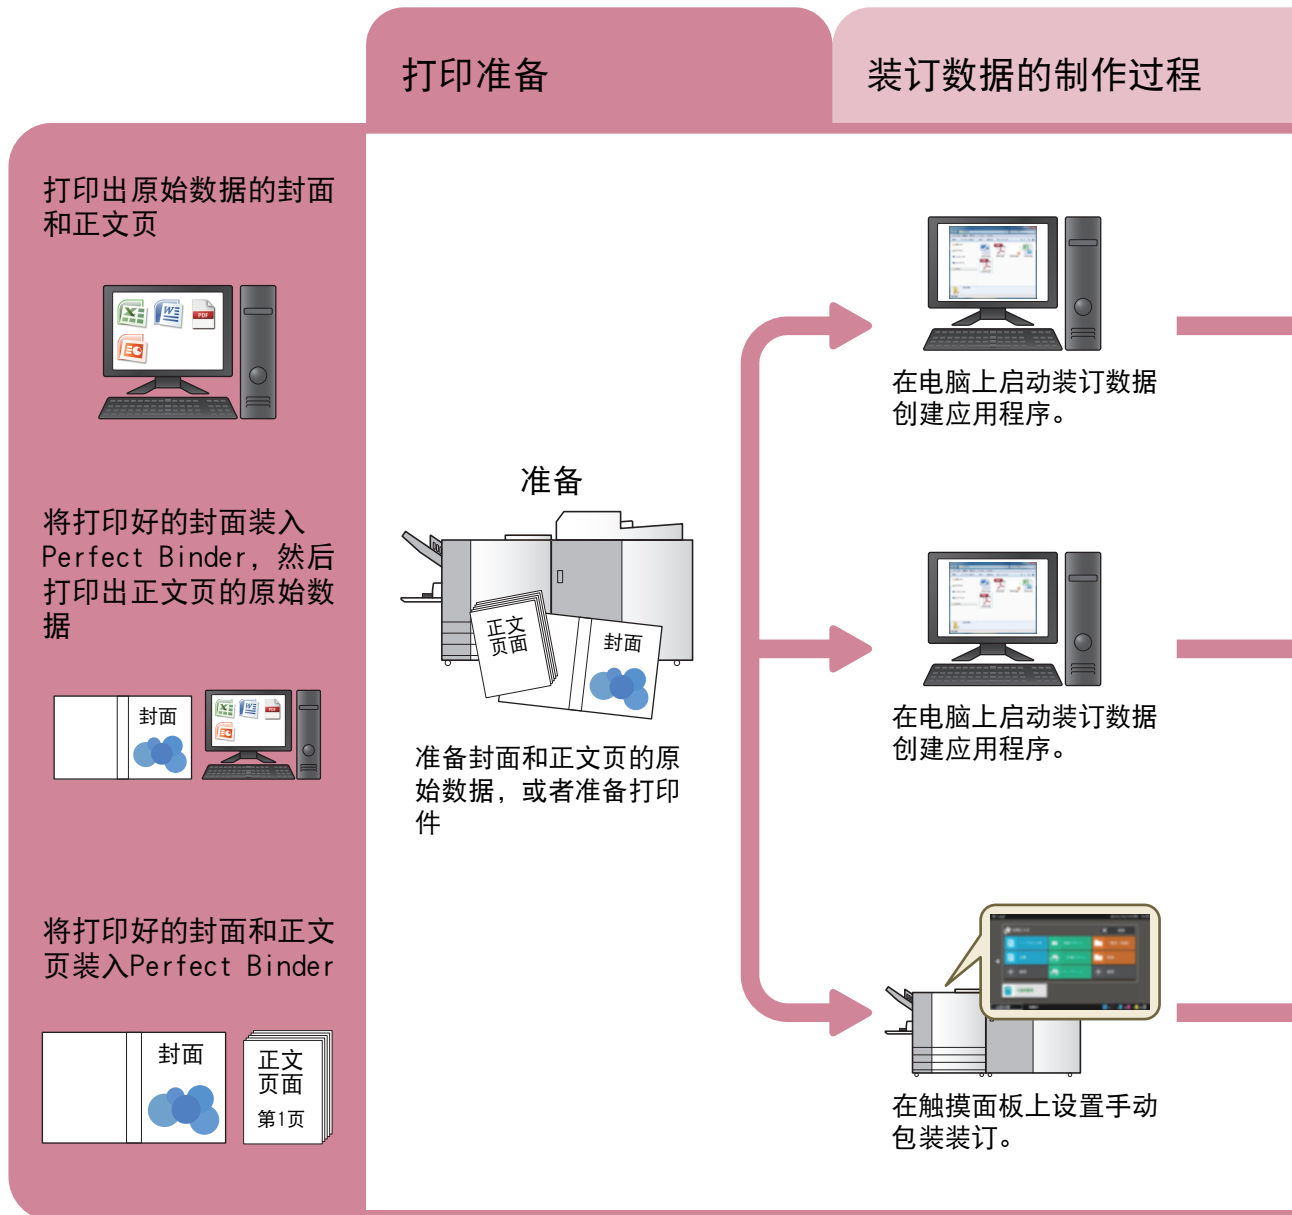 打印准备
装订数据的制作过程
打印出原始数据的封面
和正文页
PDF
在电脑上启动装订数据
创建应用程序。
准备
将打印好的封面装入
Perfect Binder，然后
打印出正文页的原始数
据
封面
PDF
正文
页面
封面
准备封面和正文页的原
始数据，或者准备打印
件
在电脑上启动装订数据
创建应用程序。
将打印好的封面和正文
页装入Perfect Binder
封面
正文
页面
第1页
在触摸面板上设置手动
包装装订。